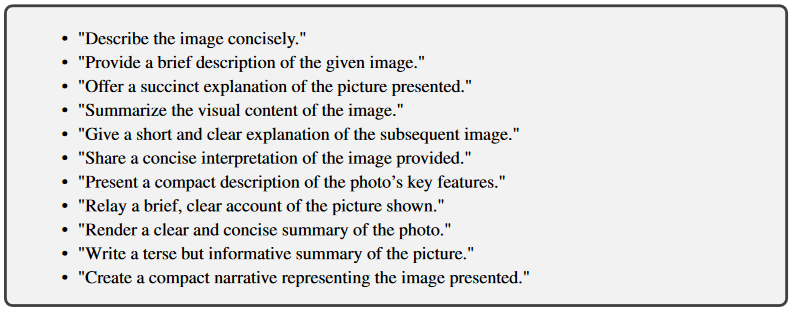 • "Describe the image concisely."
• "Provide a brief description of the given image."
• "Offer a succinct explanation of the picture presented."
• "Summarize the visual content of the image."
• "Give a short and clear explanation of the subsequent image."
• "Share a concise interpretation of the image provided."
• "Present a compact description of the photo’s key features."
• "Relay a brief, clear account of the picture shown."
• "Render a clear and concise summary of the photo."
• "Write a terse but informative summary of the picture."
• "Create a compact narrative representing the image presented."